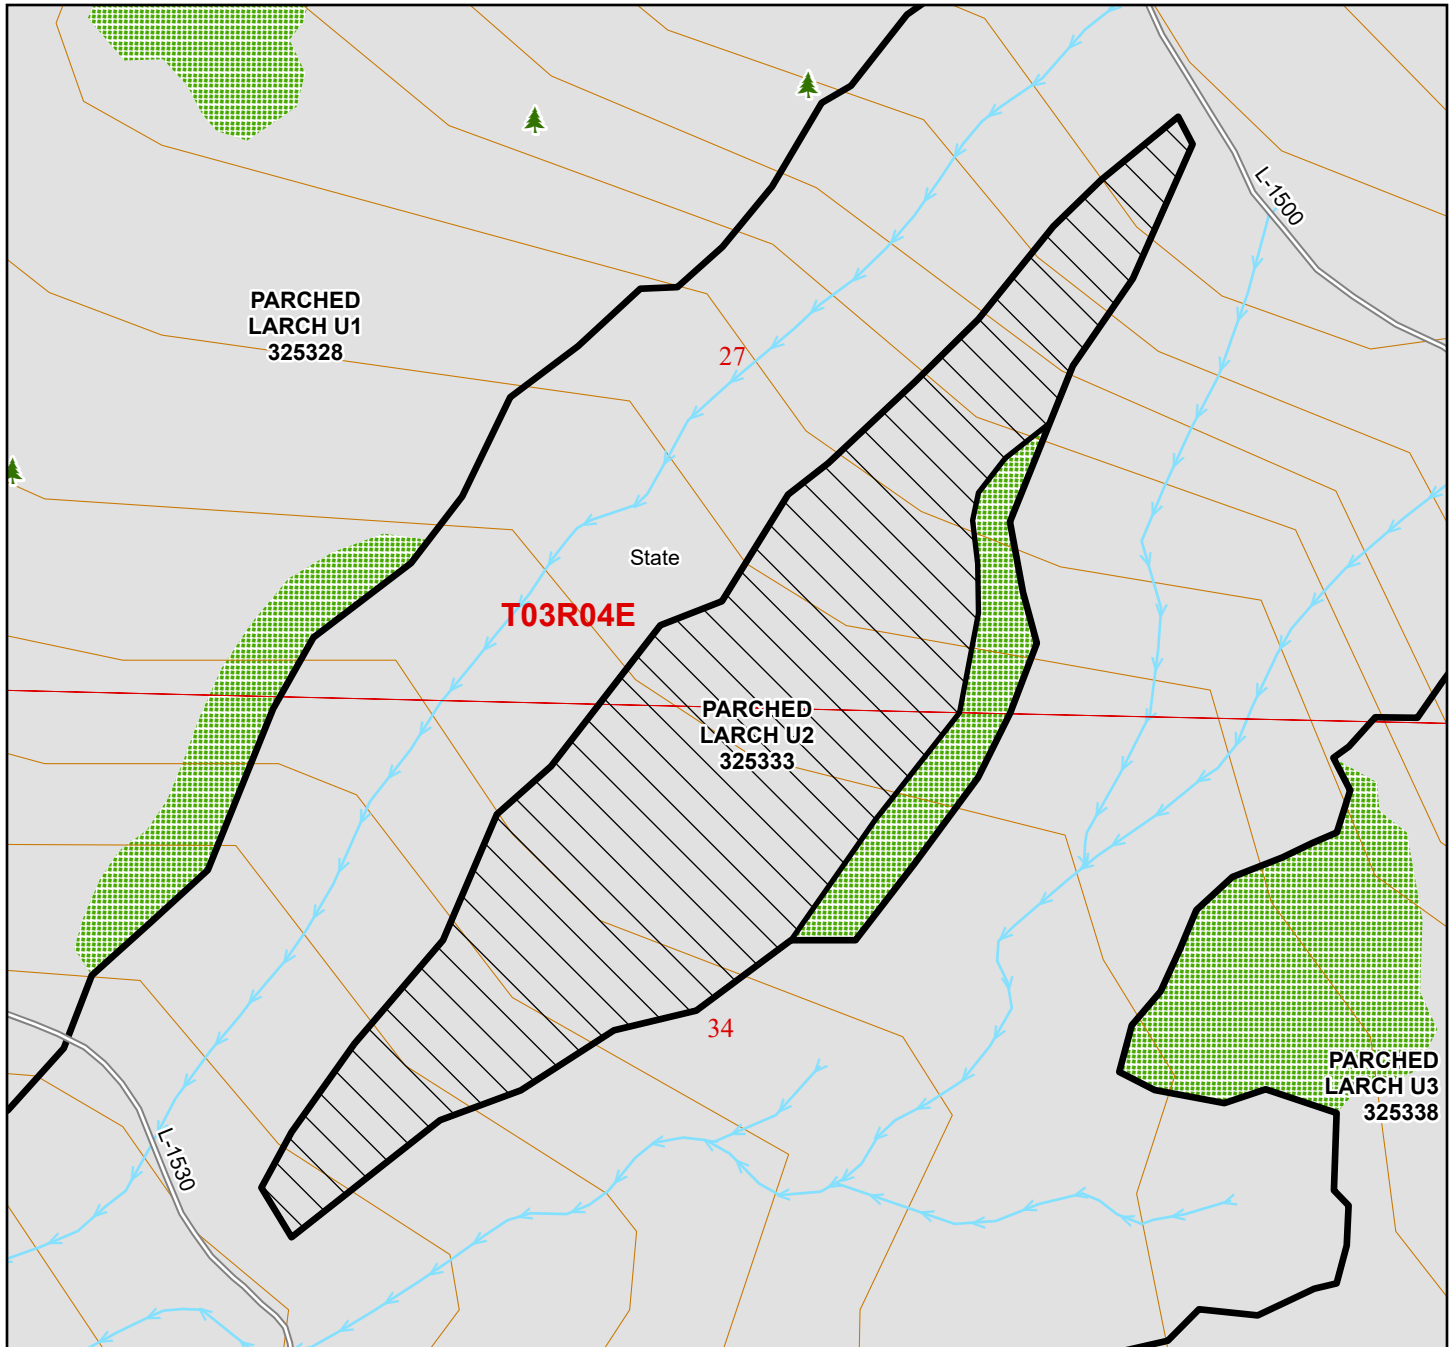 L-1500
PARCHED
LARCH U1
325328
27
State
T03R04E
PARCHED
LARCH U2
325333
34
PARCHED
LARCH U3
325338
L-1530